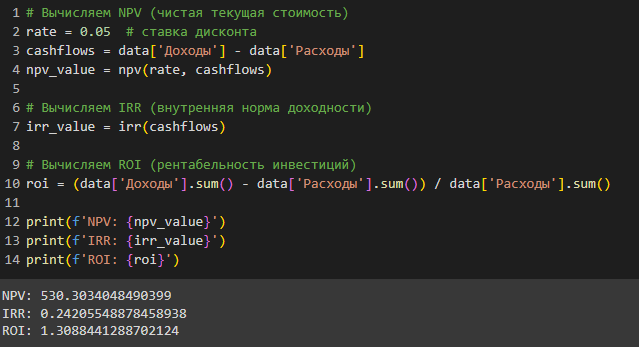 1 # Вычисляем NPV (чистая текущая стоимость)
2 rate = 0.05  # ставка дисконта
3 cashflows = data['Доходы'] - data['Расходы']
4 npv_value = npv(rate, cashflows)
5
6 # Вычисляем IRR (внутренняя норма доходности)
7 irr_value = irr(cashflows)
8
9 # Вычисляем ROI (рентабельность инвестиций)
10 roi = (data['Доходы'].sum() - data['Расходы'].sum()) / data['Расходы'].sum()
11
12 print(f'NPV: {npv_value}')
13 print(f'IRR: {irr_value}')
14 print(f'ROI: {roi}')
NPV: 530.3034048490399
IRR: 0.24205548878458938
ROI: 1.3088441288702124